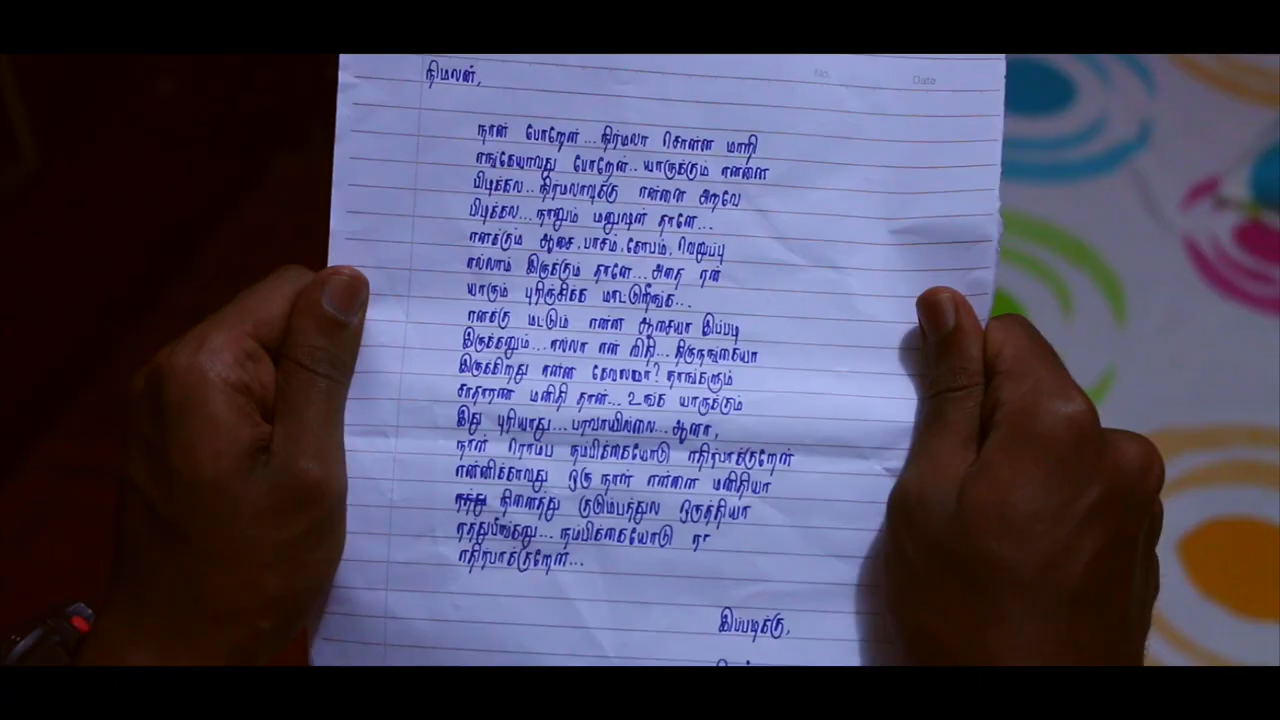 No. Date
நிமலன்,
நான் போறேன்... நிர்மலா சொன்ன மாறி
எங்கேயாவது போறேன்.. யாருக்கும் என்னை
பிடிக்கல.. நிர்மலாவுக்கு என்னை அறவே
பிடிக்கல... நானும் மனுஷன் தானே...
எனக்கும் ஆசை, பாசம், கோபம், வெறுப்பு
எல்லாம் இருக்கும் தானே... அதை ஏன்
யாரும் புரிஞ்சிக்க மாட்டுறீங்க...
எனக்கு மட்டும் என்ன ஆசையா இப்படி
இருக்கணும்... எல்லா என் விதி... திருநங்கையா
இருக்கிறது என்ன கேவலமா? நாங்களும்
சாதாரண மனிதி தான்... உங்க யாருக்கும்
இது புரியாது... பரவாயில்லை... ஆனா,
நான் ரொம்ப நம்பிக்கையோடு எதிர்பாக்குறேன்
என்னிக்காவது ஒரு நாள் என்னை மனிதியா
நினைத்து குடும்பத்துல ஒருத்தியா
ஏத்துபீங்கனு... நம்பிக்கையோடு நா
எதிர்பாக்குறேன்...
இப்படிக்கு,